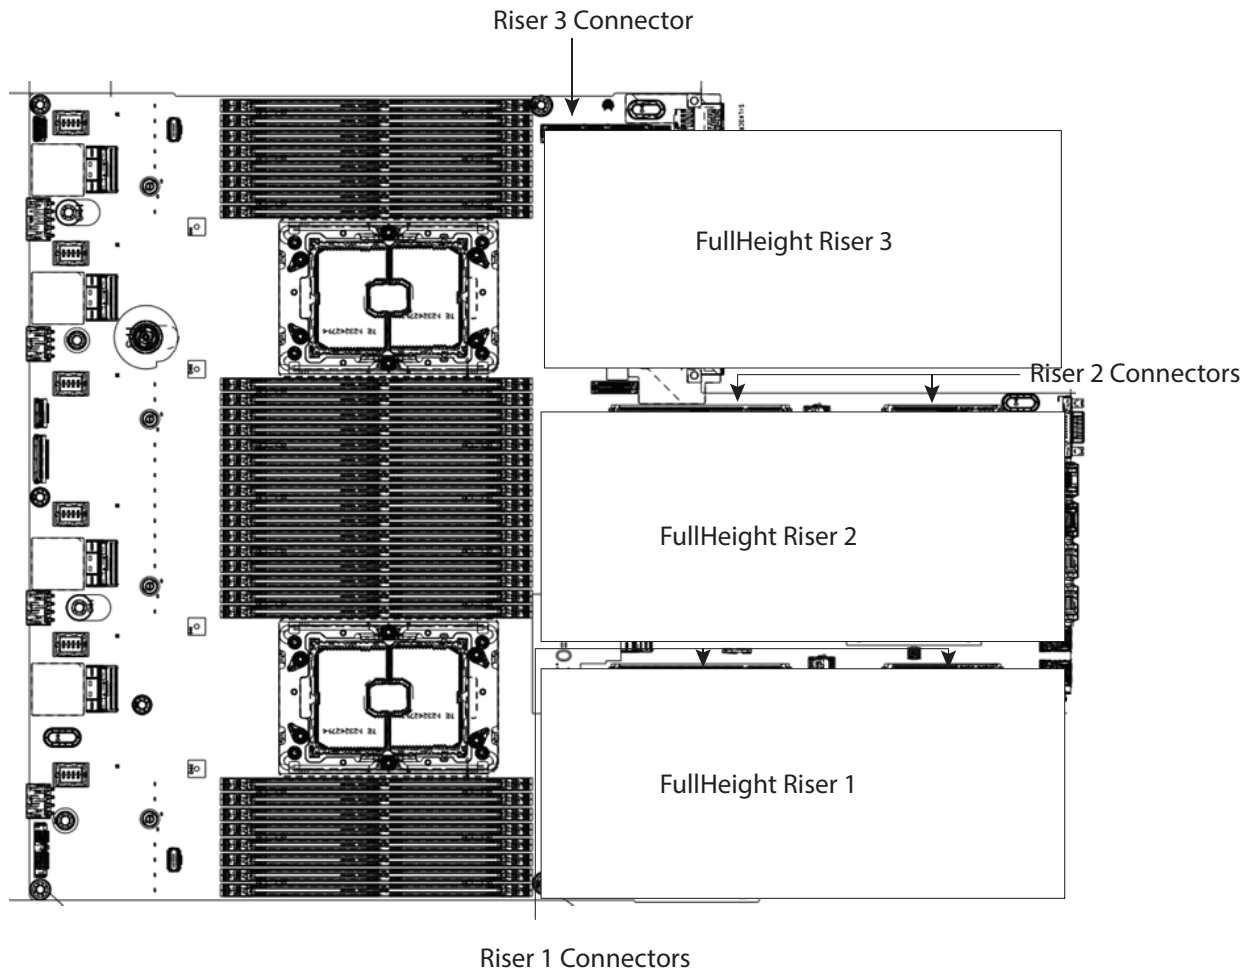 Riser 3 Connector
FullHeight Riser 3
Riser 2 Connectors
FullHeight Riser 2
FullHeight Riser 1
Riser 1 Connectors